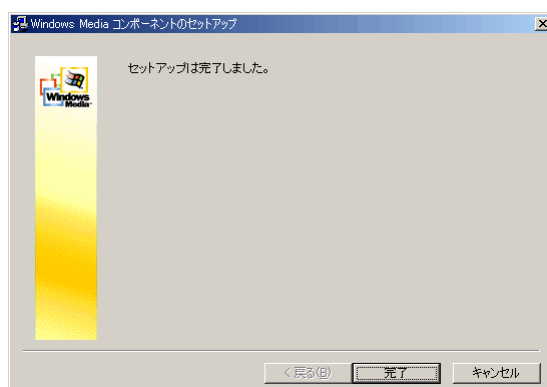 Windows Media コンポーネントのセットアップ
セットアップは完了しました。
Windows
Media
< 戻る(B)
完了
キャンセル